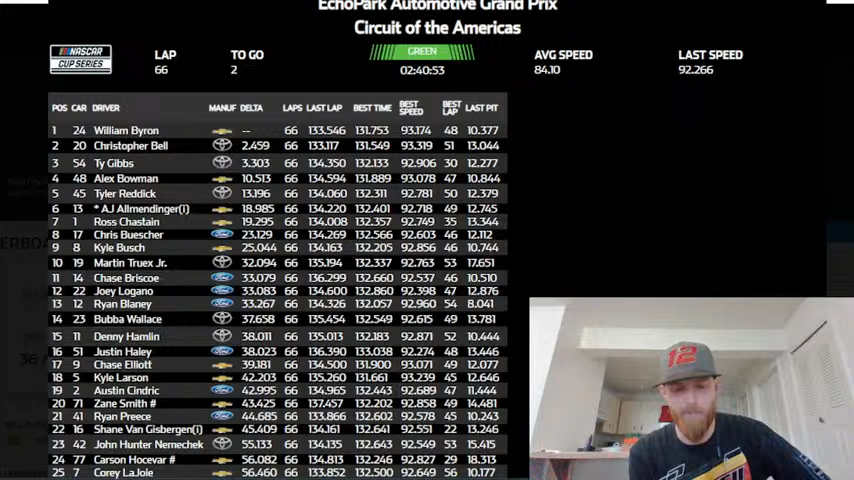 EchoPark Automotive Grand Prix
Circuit of the Americas
NASCAR CUP SERIES LAP 66 TO GO 2 GREEN 02:40:53 AVG SPEED 84.10 LAST SPEED 92.266
POS CAR DRIVER MANUF DELTA LAPS LAST LAP BEST TIME BEST SPEED BEST LAP LAST PIT
1 24 William Byron -- 66 133.546 131.753 93.174 48 10.377
2 20 Christopher Bell 2.459 66 133.117 131.549 93.319 51 13.044
3 54 Ty Gibbs 3.303 66 134.350 132.133 92.906 30 12.277
4 48 Alex Bowman 10.513 66 134.594 131.889 93.078 47 10.844
5 45 Tyler Reddick 13.196 66 134.060 132.311 92.781 50 12.379
6 13 * AJ Allmendinger(i) 18.985 66 134.220 132.401 92.718 49 12.745
7 1 Ross Chastain 19.295 66 134.008 132.357 92.749 35 13.344
8 17 Chris Buescher 23.129 66 134.269 132.566 92.603 46 12.112
9 8 Kyle Busch 25.044 66 134.163 132.205 92.856 46 10.744
10 19 Martin Truex Jr. 32.094 66 135.194 132.337 92.763 53 17.651
11 14 Chase Briscoe 33.079 66 136.299 132.660 92.537 46 10.510
12 22 Joey Logano 33.083 66 134.600 132.860 92.398 47 12.876
13 12 Ryan Blaney 33.267 66 134.326 132.057 92.960 54 8.041
14 23 Bubba Wallace 37.658 66 135.454 132.549 92.615 49 13.781
15 11 Denny Hamlin 38.011 66 135.013 132.183 92.871 52 10.444
16 51 Justin Haley 38.023 66 136.390 133.038 92.274 48 13.446
17 9 Chase Elliott 39.181 66 134.500 131.900 93.071 49 12.077
18 5 Kyle Larson 42.203 66 135.260 131.661 93.239 45 12.646
19 2 Austin Cindric 42.995 66 134.965 132.443 92.689 47 11.444
20 71 Zane Smith # 43.425 66 137.457 132.202 92.858 49 14.481
21 41 Ryan Preece 44.685 66 133.866 132.602 92.578 45 10.243
22 16 Shane Van Gisbergen(i) 45.409 66 134.161 132.641 92.551 22 13.246
23 42 John Hunter Nemechek 55.133 66 134.135 132.643 92.549 53 15.415
24 77 Carson Hocevar # 56.082 66 134.813 132.246 92.827 29 18.313
25 7 Corey LaJoie 56.460 66 133.852 132.500 92.649 56 10.177
12